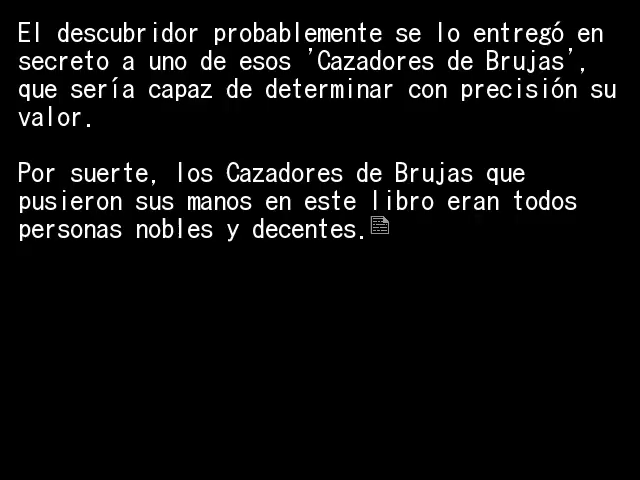 El descubridor probablemente se lo entregó en
secreto a uno de esos 'Cazadores de Brujas',
que sería capaz de determinar con precisión su
valor.
Por suerte, los Cazadores de Brujas que
pusieron sus manos en este libro eran todos
personas nobles y decentes.